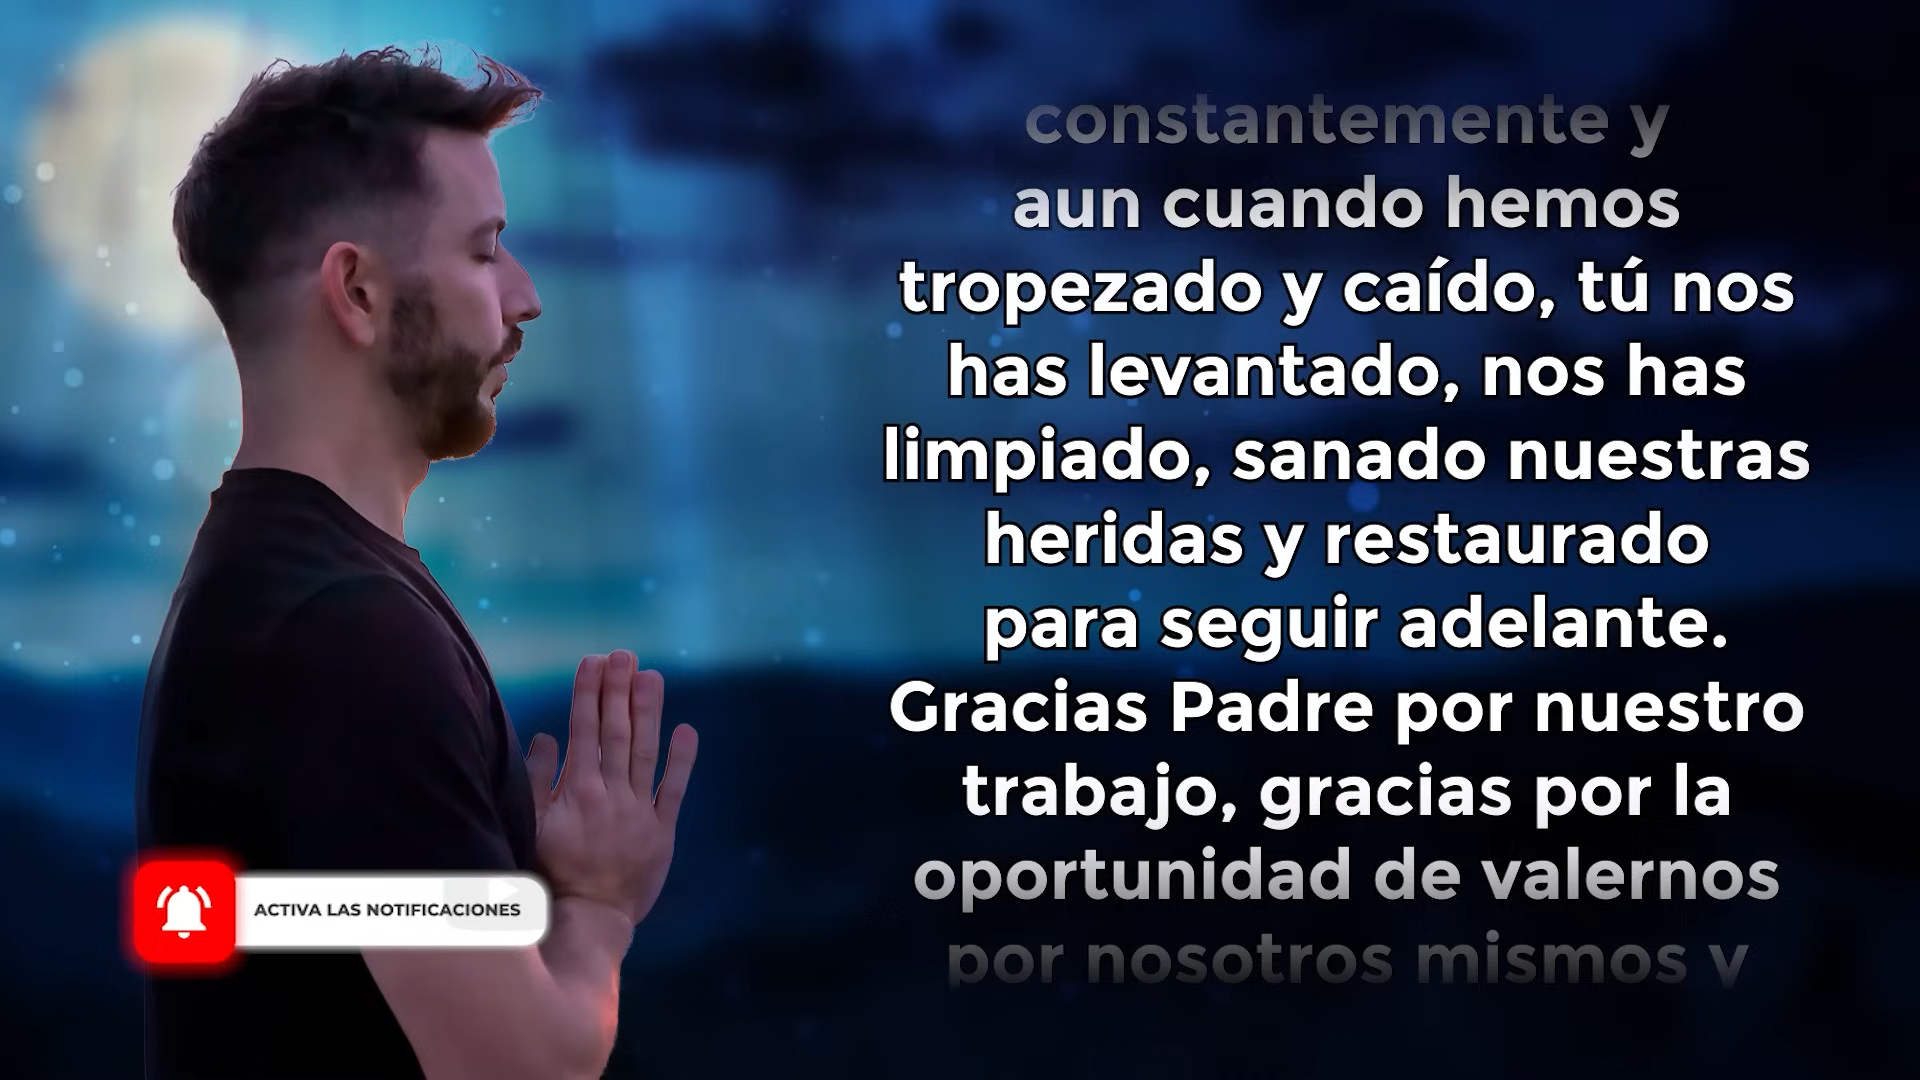 constantemente y
aun cuando hemos
tropezado y caído, tú nos
has levantado, nos has
limpiado, sanado nuestras
heridas y restaurado
para seguir adelante.
Gracias Padre por nuestro
trabajo, gracias por la
oportunidad de valernos
por nosotros mismos y
ACTIVA LAS NOTIFICACIONES